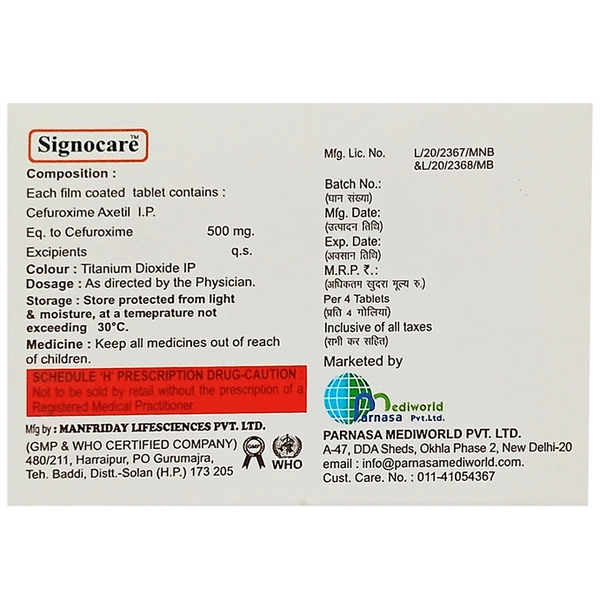 Signocare™
Composition :
Each film coated tablet contains :
Cefuroxime Axetil I.P.
Eq. to Cefuroxime 500 mg.
Excipients q.s.
Colour : Titanium Dioxide IP
Dosage : As directed by the Physician.
Storage : Store protected from light
& moisture, at a temeprature not
exceeding 30°C.
Medicine : Keep all medicines out of reach
of children.
SCHEDULE 'H' PRESCRIPTION DRUG-CAUTION :
Not to be sold by retail without the prescription of a
Registered Medical Practitioner.
Mfg by : MANFRIDAY LIFESCIENCES PVT. LTD.
(GMP & WHO CERTIFIED COMPANY)
480/211, Harraipur, PO Gurumajra,
Teh. Baddi, Distt.-Solan (H.P.) 173 205
GMP
WHO
Mfg. Lic. No. L/20/2367/MNB
&L/20/2368/MB
Batch No.:
(घान संख्या)
Mfg. Date:
(उत्पादन तिथि)
Exp. Date:
(अवसान तिथि)
M.R.P. ₹.:
(अधिकतम खुदरा मूल्य रु.)
Per 4 Tablets
(प्रति 4 गोलियां)
Inclusive of all taxes
(सभी कर सहित)
Marketed by
Parnasa Mediworld
Pvt.Ltd.
PARNASA MEDIWORLD PVT. LTD.
A-47, DDA Sheds, Okhla Phase 2, New Delhi-20
email : info@parnasamediworld.com
Cust. Care No. : 011-41054367